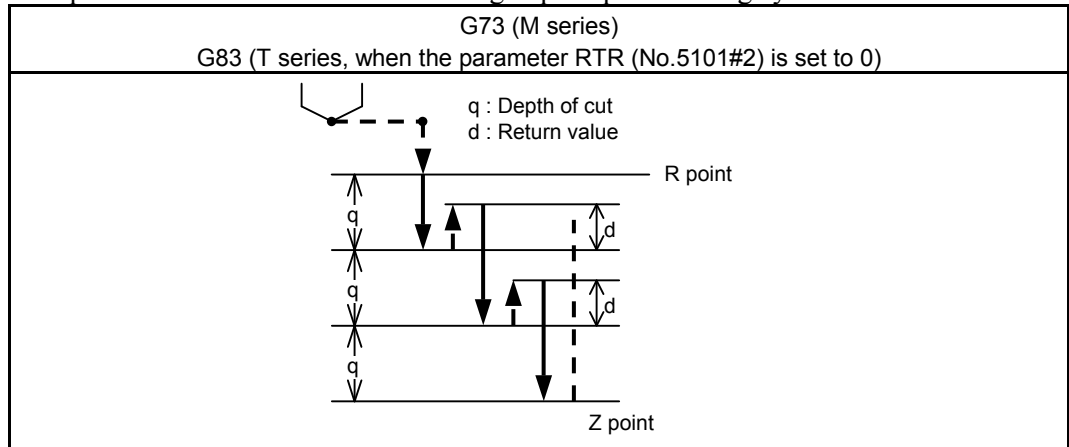 G73 (M series)
G83 (T series, when the parameter RTR (No.5101#2) is set to 0)
q : Depth of cut
d : Return value
R point
q
d
q
d
q
Z point